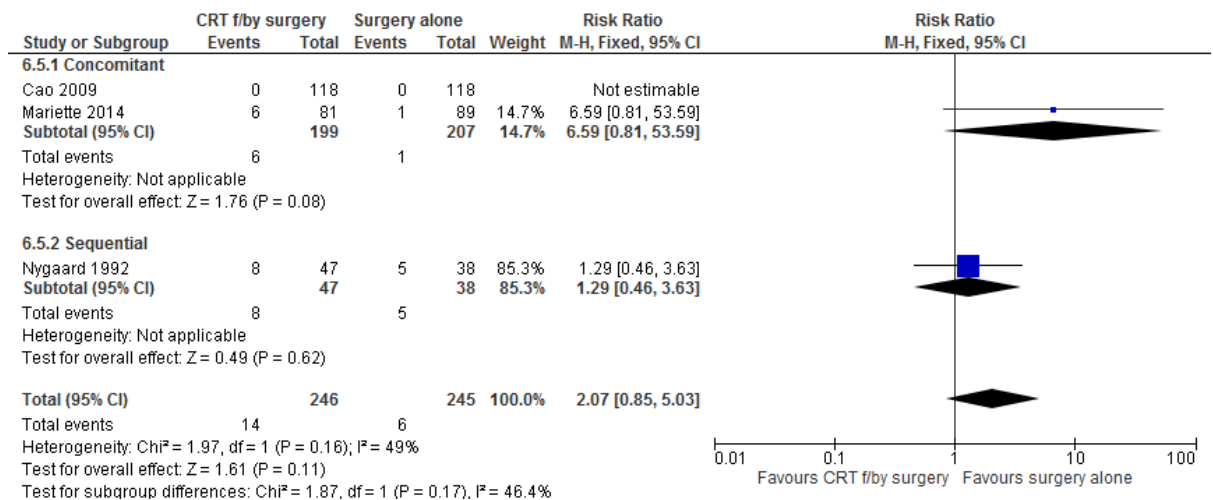 CRT f/by surgery Surgery alone Risk Ratio Risk Ratio
Study or Subgroup Events Total Events Total Weight M-H, Fixed, 95% CI M-H, Fixed, 95% CI
6.5.1 Concomitant
Cao 2009 0 118 0 118 Not estimable
Mariette 2014 6 81 1 89 14.7% 6.59 [0.81, 53.59]
Subtotal (95% CI) 199 207 14.7% 6.59 [0.81, 53.59]
Total events 6 1
Heterogeneity: Not applicable
Test for overall effect: Z = 1.76 (P = 0.08)
6.5.2 Sequential
Nygaard 1992 8 47 5 38 85.3% 1.29 [0.46, 3.63]
Subtotal (95% CI) 47 38 85.3% 1.29 [0.46, 3.63]
Total events 8 5
Heterogeneity: Not applicable
Test for overall effect: Z = 0.49 (P = 0.62)
Total (95% CI) 246 245 100.0% 2.07 [0.85, 5.03]
Total events 14 6
Heterogeneity: Chi² = 1.97, df = 1 (P = 0.16); I² = 49%
Test for overall effect: Z = 1.61 (P = 0.11)
Test for subgroup differences: Chi² = 1.87, df = 1 (P = 0.17), I² = 46.4%
0.01 0.1 1 10 100
Favours CRT f/by surgery Favours surgery alone